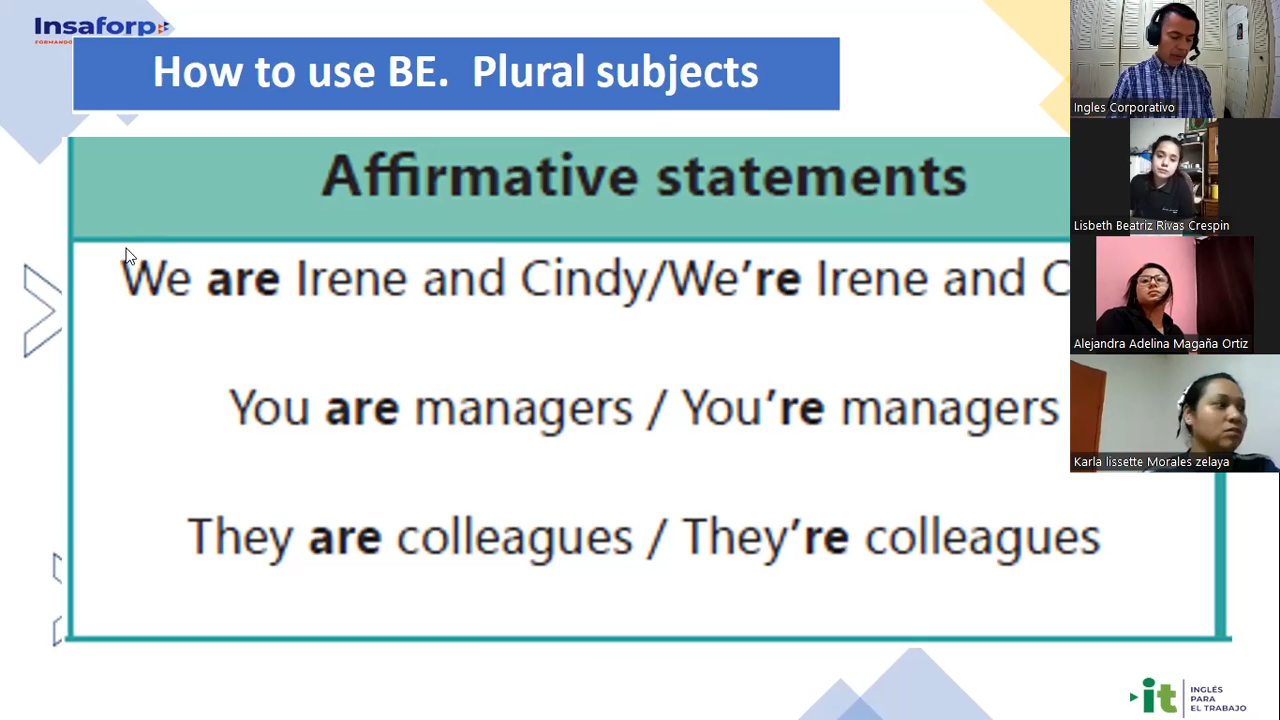 Insaforp
How to use BE. Plural subjects
Affirmative statements
We are Irene and Cindy/We're Irene and C
You are managers / You're managers
They are colleagues / They're colleagues
Ingles Corporativo
Lisbeth Beatriz Rivas Crespin
Alejandra Adelina Magaña Ortiz
Karla lissette Morales zelaya
it
INGLÉS
PARA
EL TRABAJO